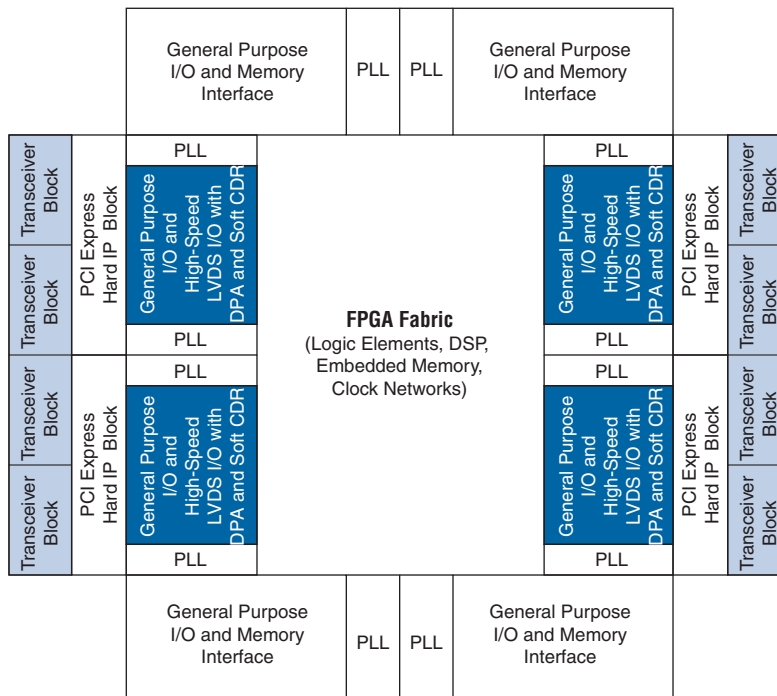 General Purpose
I/O and Memory
Interface
PLL
PLL
General Purpose
I/O and Memory
Interface
Transceiver
Block
Transceiver
Block
PCI Express
Hard IP Block
PLL
General Purpose
I/O and
High-Speed
LVDS I/O with
DPA and Soft CDR
PLL
Transceiver
Block
Transceiver
Block
PCI Express
Hard IP Block
PLL
General Purpose
I/O and
High-Speed
LVDS I/O with
DPA and Soft CDR
PLL
FPGA Fabric
(Logic Elements, DSP,
Embedded Memory,
Clock Networks)
PLL
General Purpose
I/O and
High-Speed
LVDS I/O with
DPA and Soft CDR
PLL
PCI Express
Hard IP Block
Transceiver
Block
Transceiver
Block
PLL
General Purpose
I/O and
High-Speed
LVDS I/O with
DPA and Soft CDR
PLL
PCI Express
Hard IP Block
Transceiver
Block
Transceiver
Block
General Purpose
I/O and Memory
Interface
PLL
PLL
General Purpose
I/O and Memory
Interface